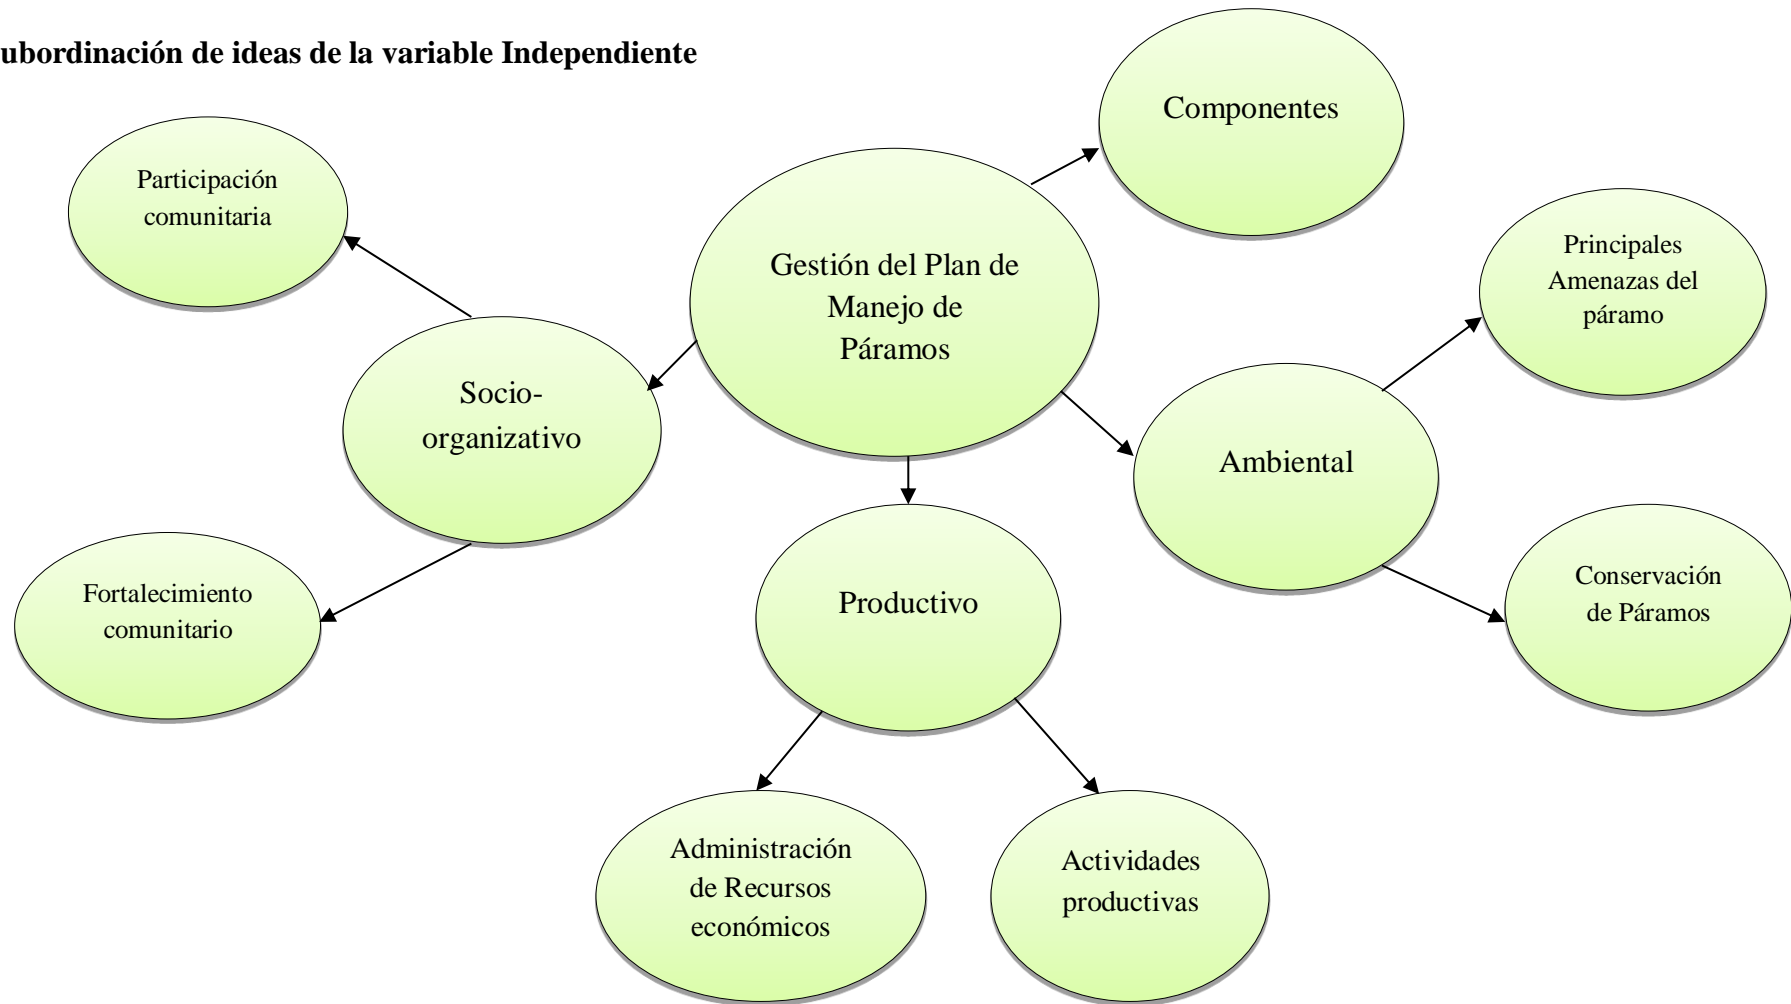 ubordinación de ideas de la variable Independiente
Componentes
Participación
comunitaria
Gestión del Plan de
Manejo de
Páramos
Principales
Amenazas del
páramo
Socio-
organizativo
Ambiental
Fortalecimiento
comunitario
Productivo
Conservación
de Páramos
Administración
de Recursos
económicos
Actividades
productivas